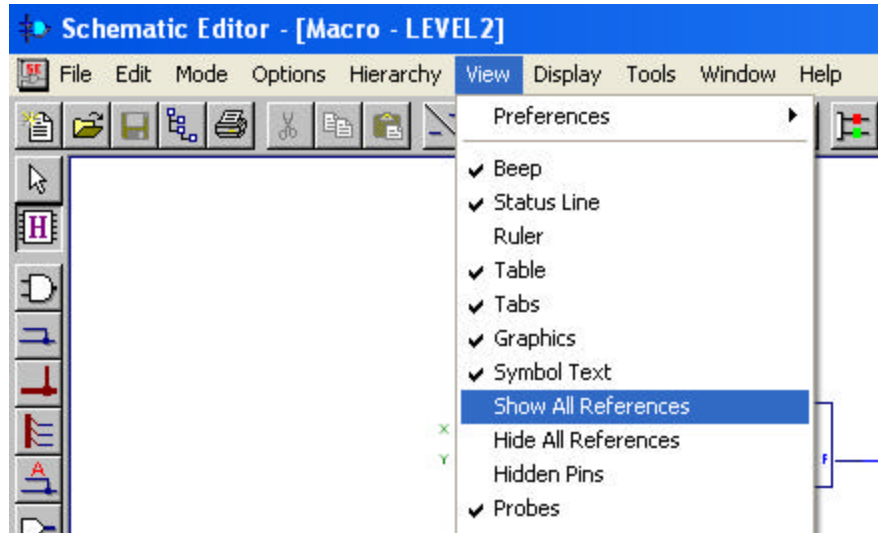 Schematic Editor - [Macro - LEVEL2]
SE File Edit Mode Options Hierarchy View Display Tools Window Help
Preferences
H
Beep
Status Line
Ruler
Table
Tabs
Graphics
Symbol Text
Show All References
Hide All References
Hidden Pins
Probes
X
Y
F
A